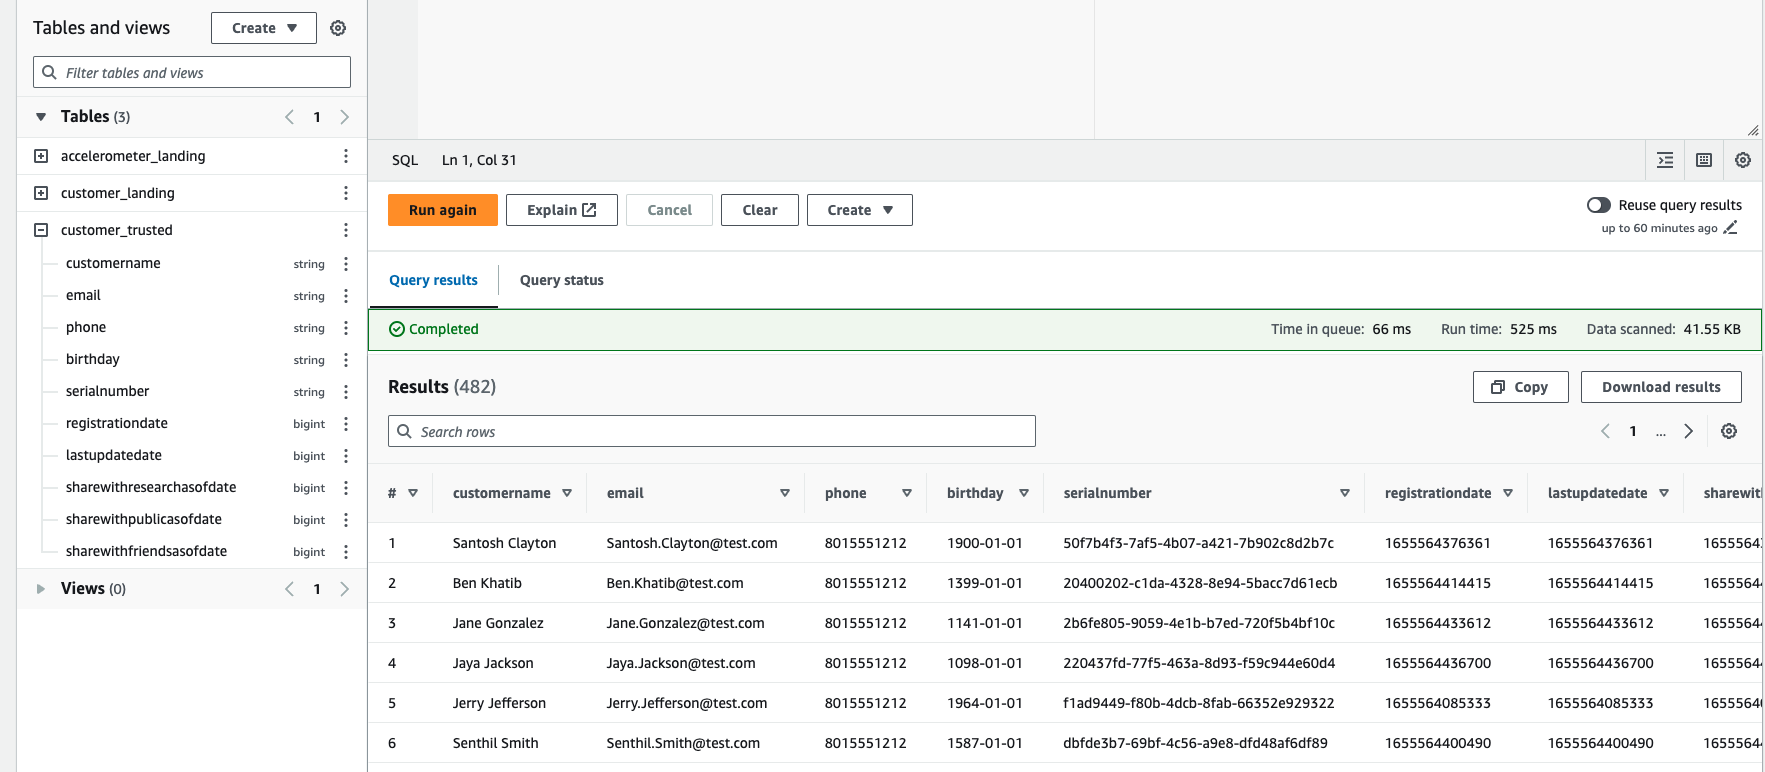 Tables and views
Create
Filter tables and views
Tables (3)
1
accelerometer_landing
customer_landing
customer_trusted
customername string
email string
phone string
birthday string
serialnumber string
registrationdate bigint
lastupdatedate bigint
sharewithresearchasofdate bigint
sharewithpublicasofdate bigint
sharewithfriendsasofdate bigint
Views (0)
1
SQL Ln 1, Col 31
Run again Explain Cancel Clear Create
Reuse query results
up to 60 minutes ago
Query results Query status
Completed
Time in queue: 66 ms Run time: 525 ms Data scanned: 41.55 KB
Results (482)
Copy Download results
Search rows
1 ...
# customername email phone birthday serialnumber registrationdate lastupdatedate sharewit
1 Santosh Clayton Santosh.Clayton@test.com 8015551212 1900-01-01 50f7b4f3-7af5-4b07-a421-7b902c8d2b7c 1655564376361 1655564376361 1655564
2 Ben Khatib Ben.Khatib@test.com 8015551212 1399-01-01 20400202-c1da-4328-8e94-5bacc7d61ecb 1655564414415 1655564414415 1655564
3 Jane Gonzalez Jane.Gonzalez@test.com 8015551212 1141-01-01 2b6fe805-9059-4e1b-b7ed-720f5b4bf10c 1655564433612 1655564433612 1655564
4 Jaya Jackson Jaya.Jackson@test.com 8015551212 1098-01-01 220437fd-77f5-463a-8d93-f59c944e60d4 1655564436700 1655564436700 1655564
5 Jerry Jefferson Jerry.Jefferson@test.com 8015551212 1964-01-01 f1ad9449-f80b-4dcb-8fab-66352e929322 1655564085333 1655564085333 1655564
6 Senthil Smith Senthil.Smith@test.com 8015551212 1587-01-01 dbfde3b7-69bf-4c56-a9e8-dfd48af6df89 1655564400490 1655564400490 1655564